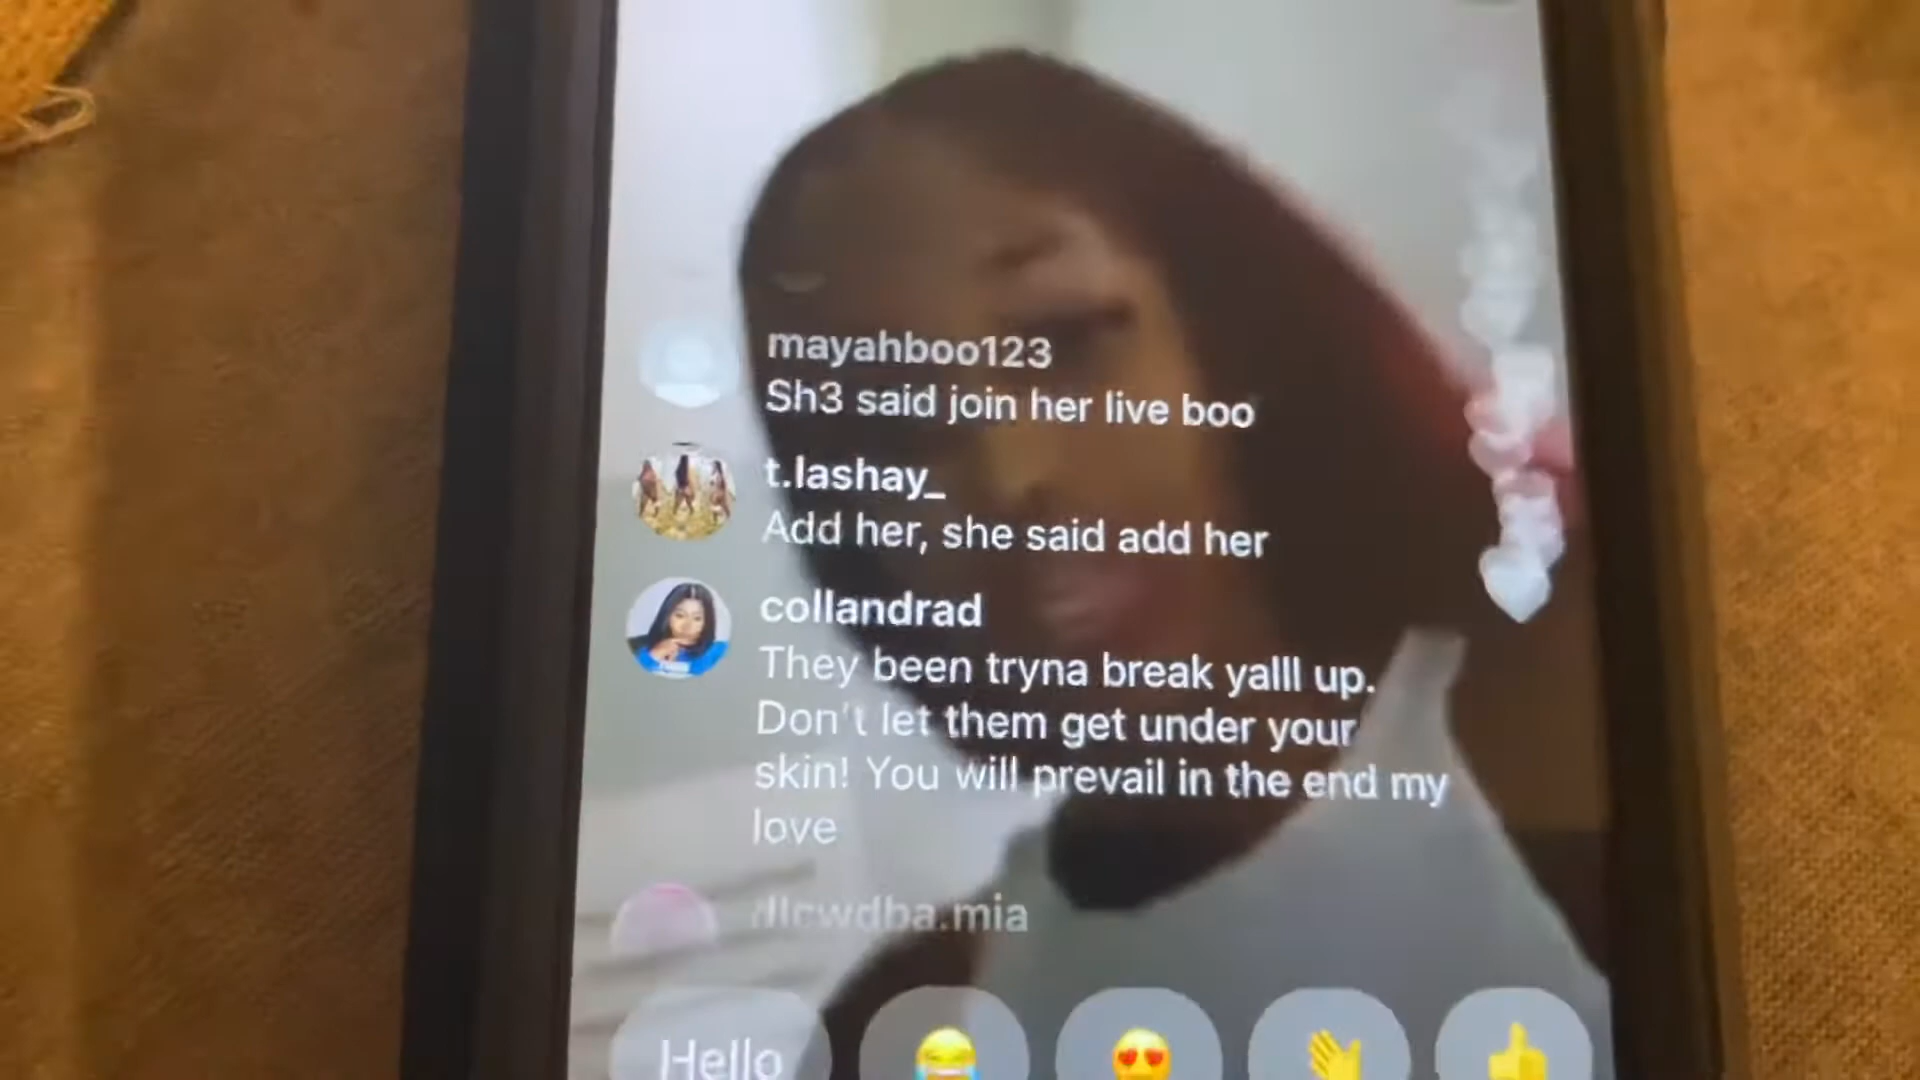 mayahboo123
Sh3 said join her live boo
t.lashay_
Add her, she said add her
collandrad
They been tryna break yalll up.
Don't let them get under your
skin! You will prevail in the end my
love
Hello